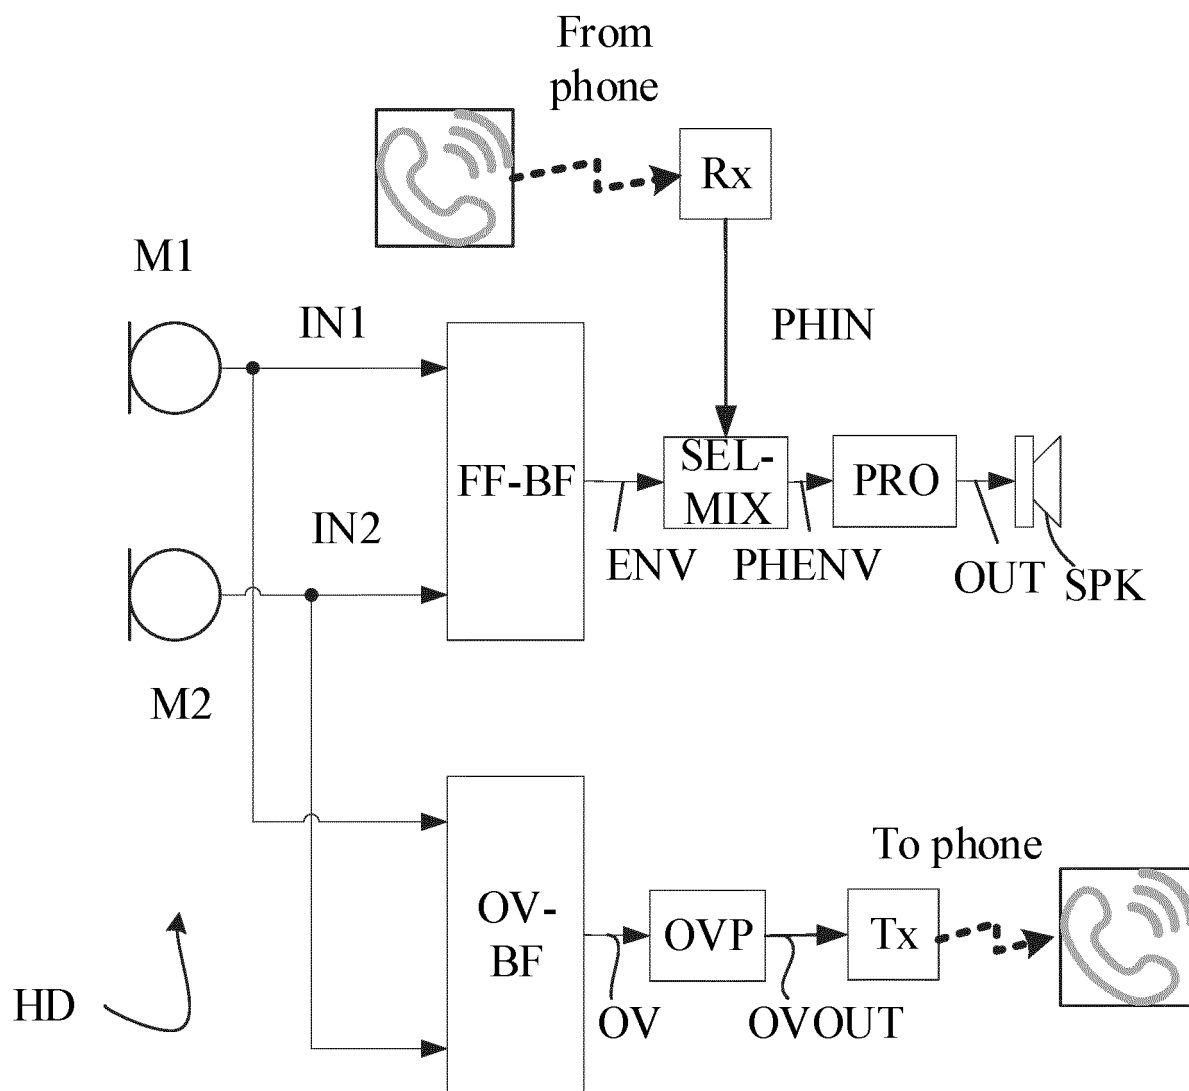 From
phone
Rx
M1
IN1
PHIN
FF-BF
SEL-
MIX
PRO
IN2
ENV
PHENV
OUT
SPK
M2
To phone
OV-
BF
OVP
Tx
HD
OV
OVOUT